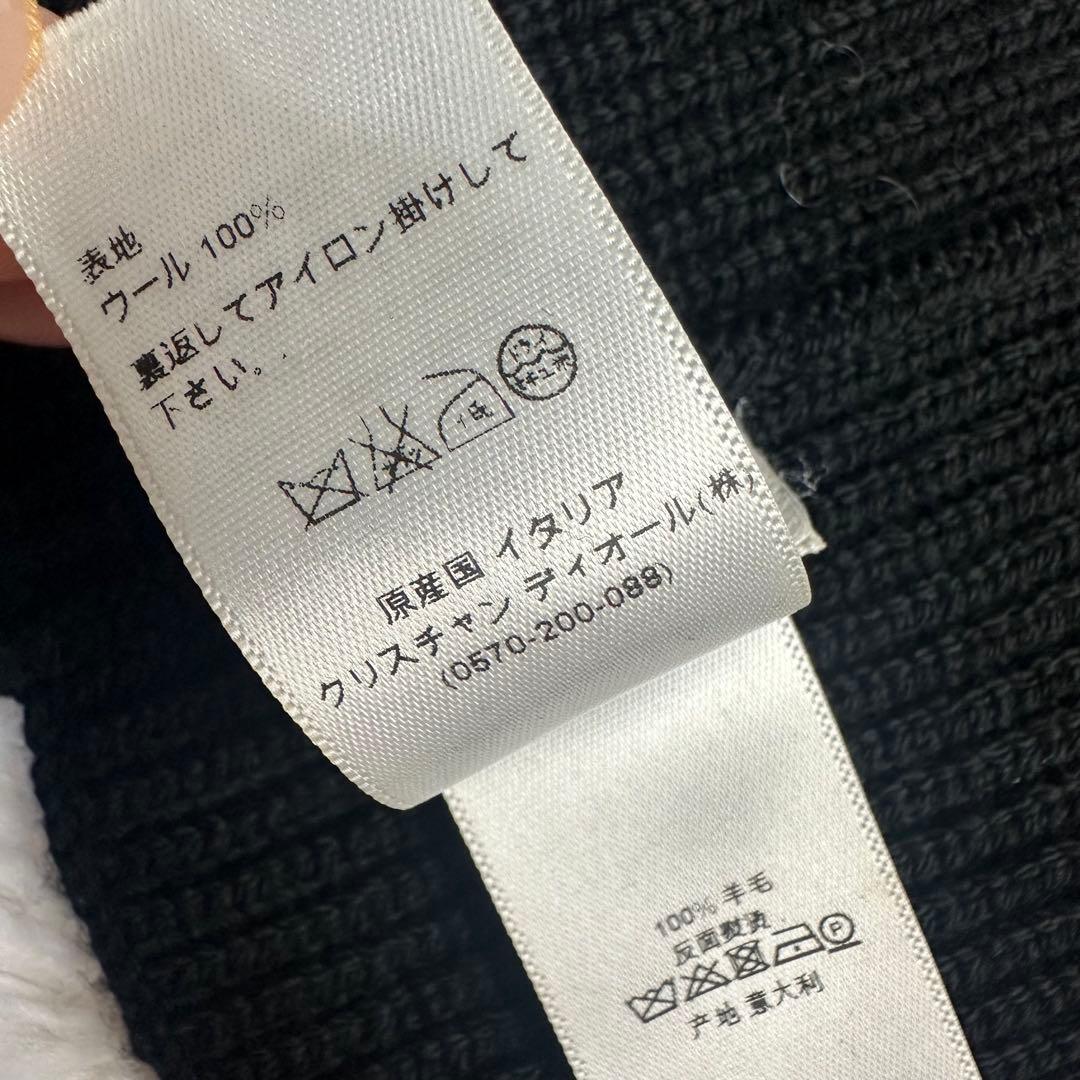 表地
ウール 100%
裏返してアイロン掛けして
下さい。
低
ドライ
セキユ系
原産国 イタリア
クリスチャン ディオール(株)
(0570-200-088)
100% 羊毛
反面熨烫
P
产地 意大利